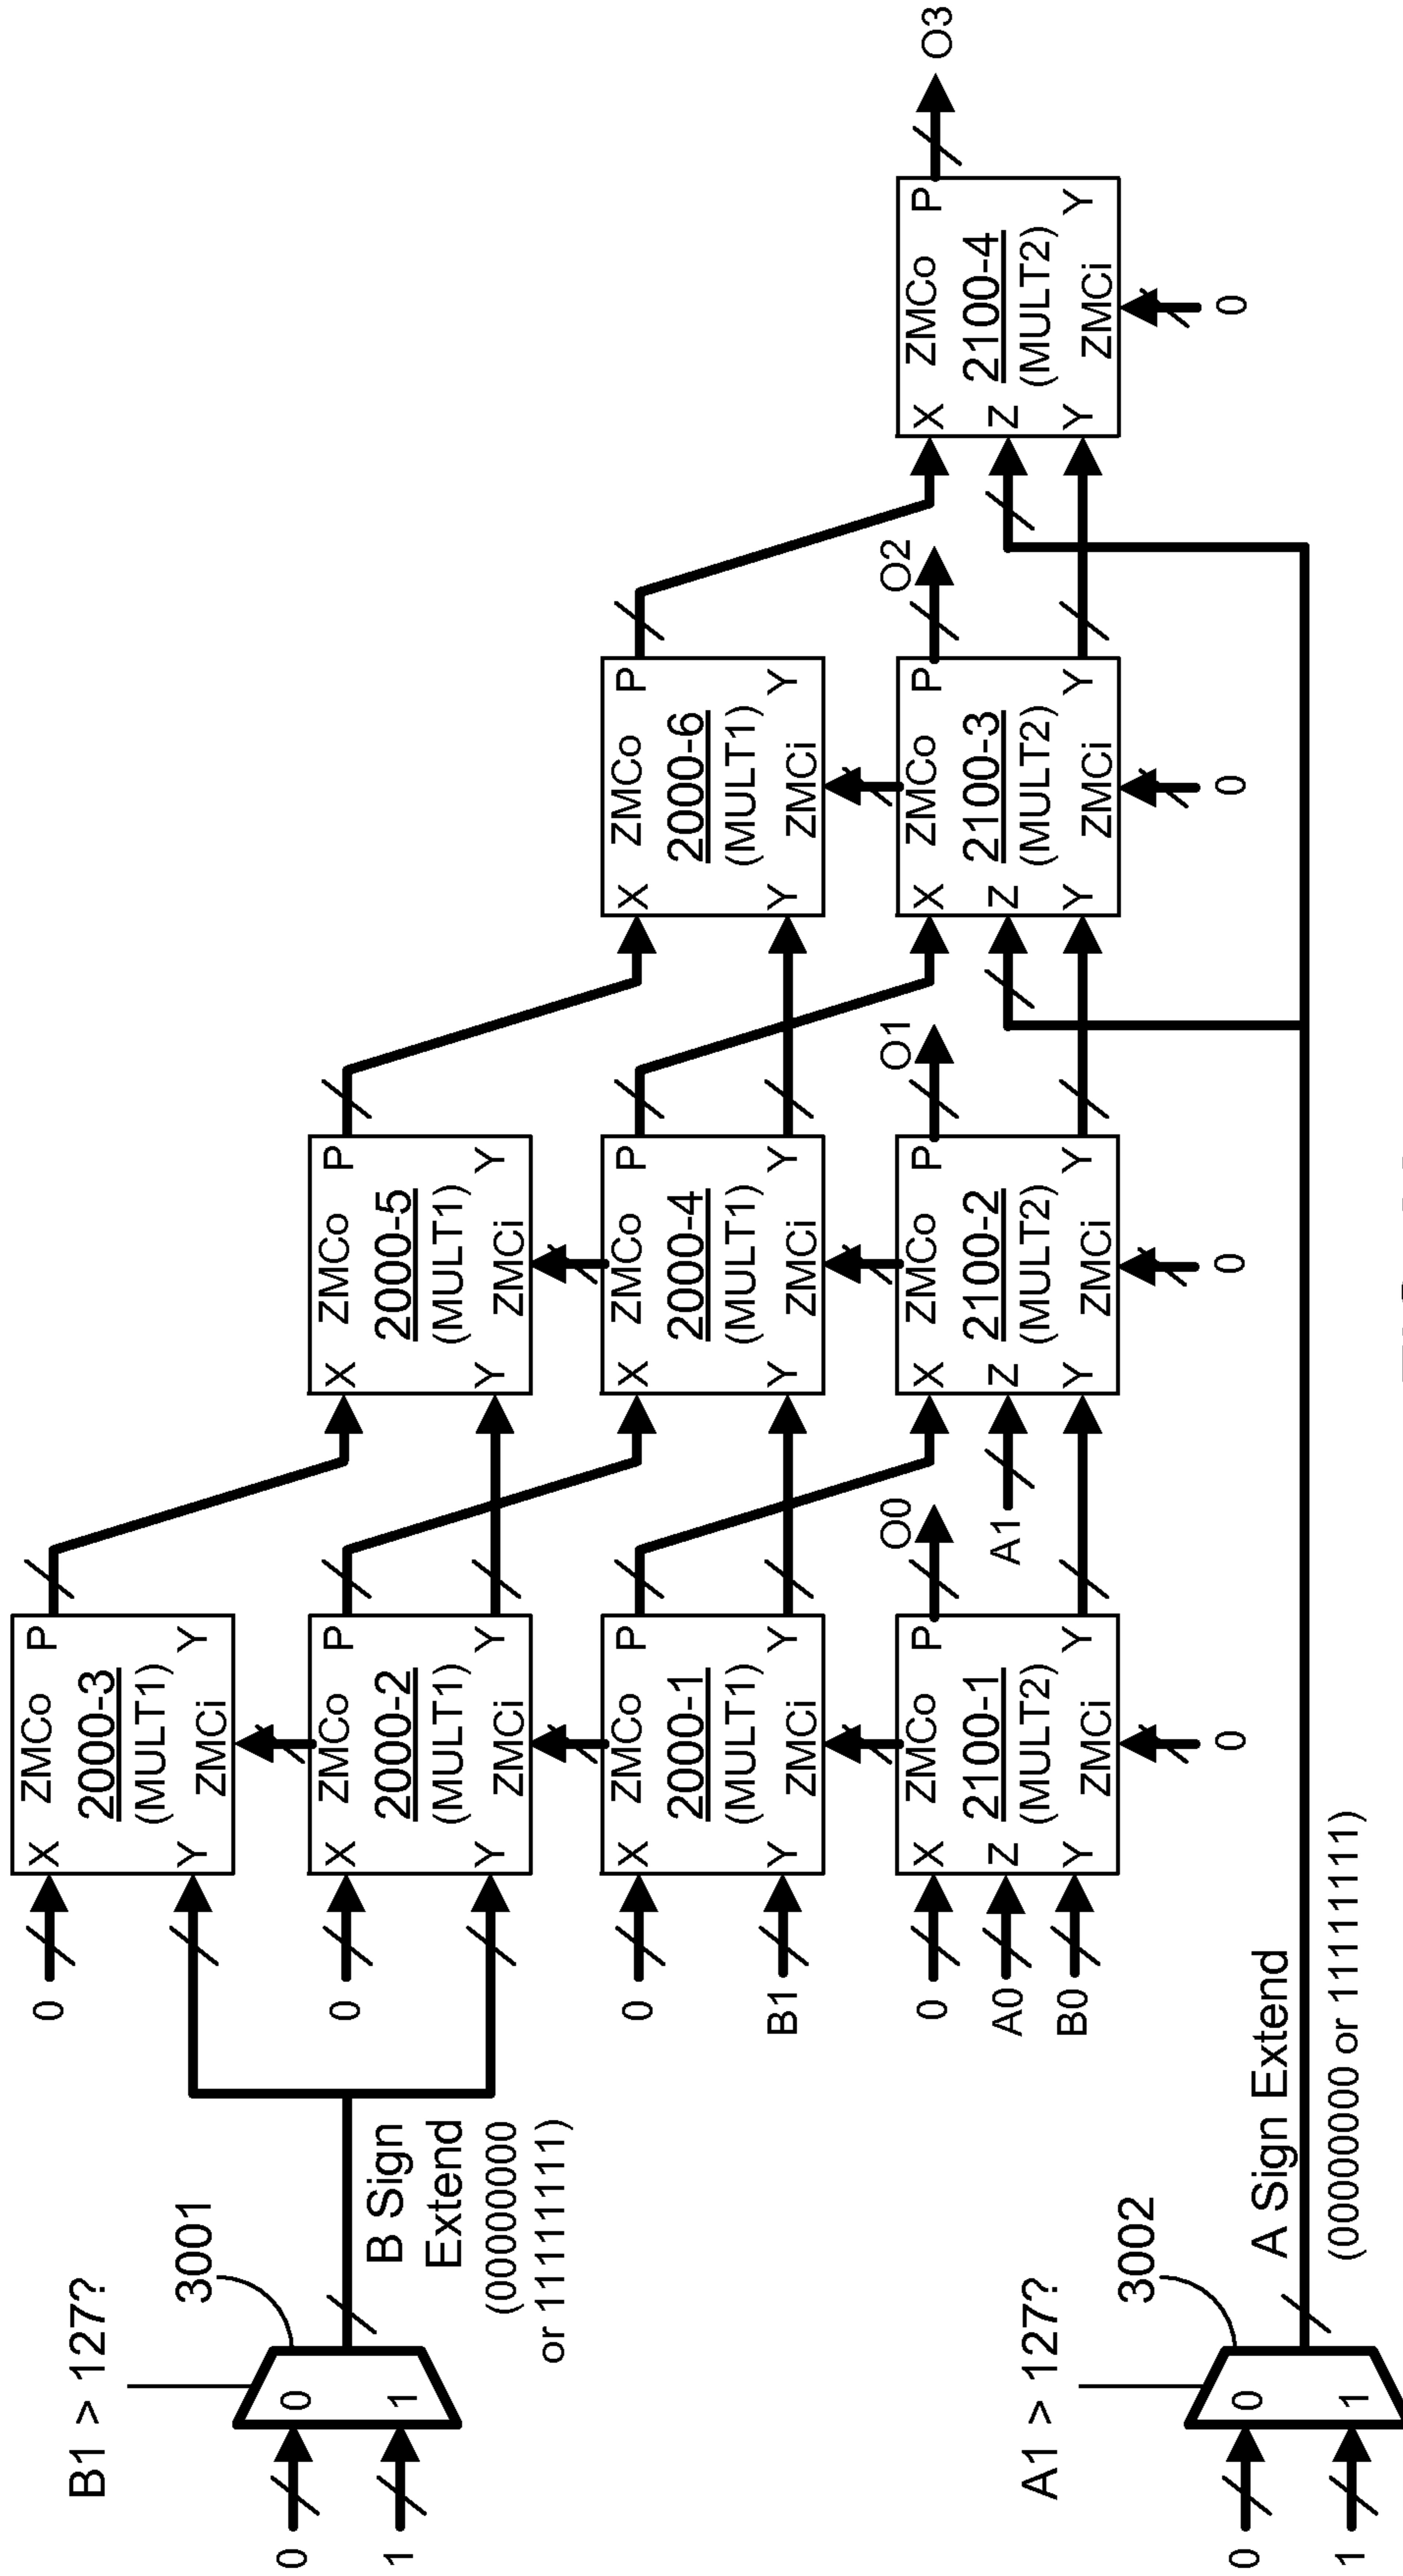 B1 > 127?
3001
0
1
0
1
B Sign
Extend
(00000000
or 11111111)
A1 > 127?
3002
0
1
0
1
A Sign Extend
(00000000 or 11111111)
0
X ZMCo P
2000-3
(MULT1)
Y Y
ZMCi
0
X ZMCo P
2000-2
(MULT1)
Y Y
ZMCi
0
B1
X ZMCo P
2000-1
(MULT1)
Y Y
ZMCi
0
A0
B0
X ZMCo P
Z 2100-1
(MULT2)
Y Y
ZMCi
0
O0
X ZMCo P
2000-5
(MULT1)
Y Y
ZMCi
X ZMCo P
2000-4
(MULT1)
Y Y
ZMCi
A1
X ZMCo P
Z 2100-2
(MULT2)
Y Y
ZMCi
0
O1
X ZMCo P
2000-6
(MULT1)
Y Y
ZMCi
X ZMCo P
Z 2100-3
(MULT2)
Y Y
ZMCi
0
O2
X ZMCo P
Z 2100-4
(MULT2)
Y Y
ZMCi
0
O3